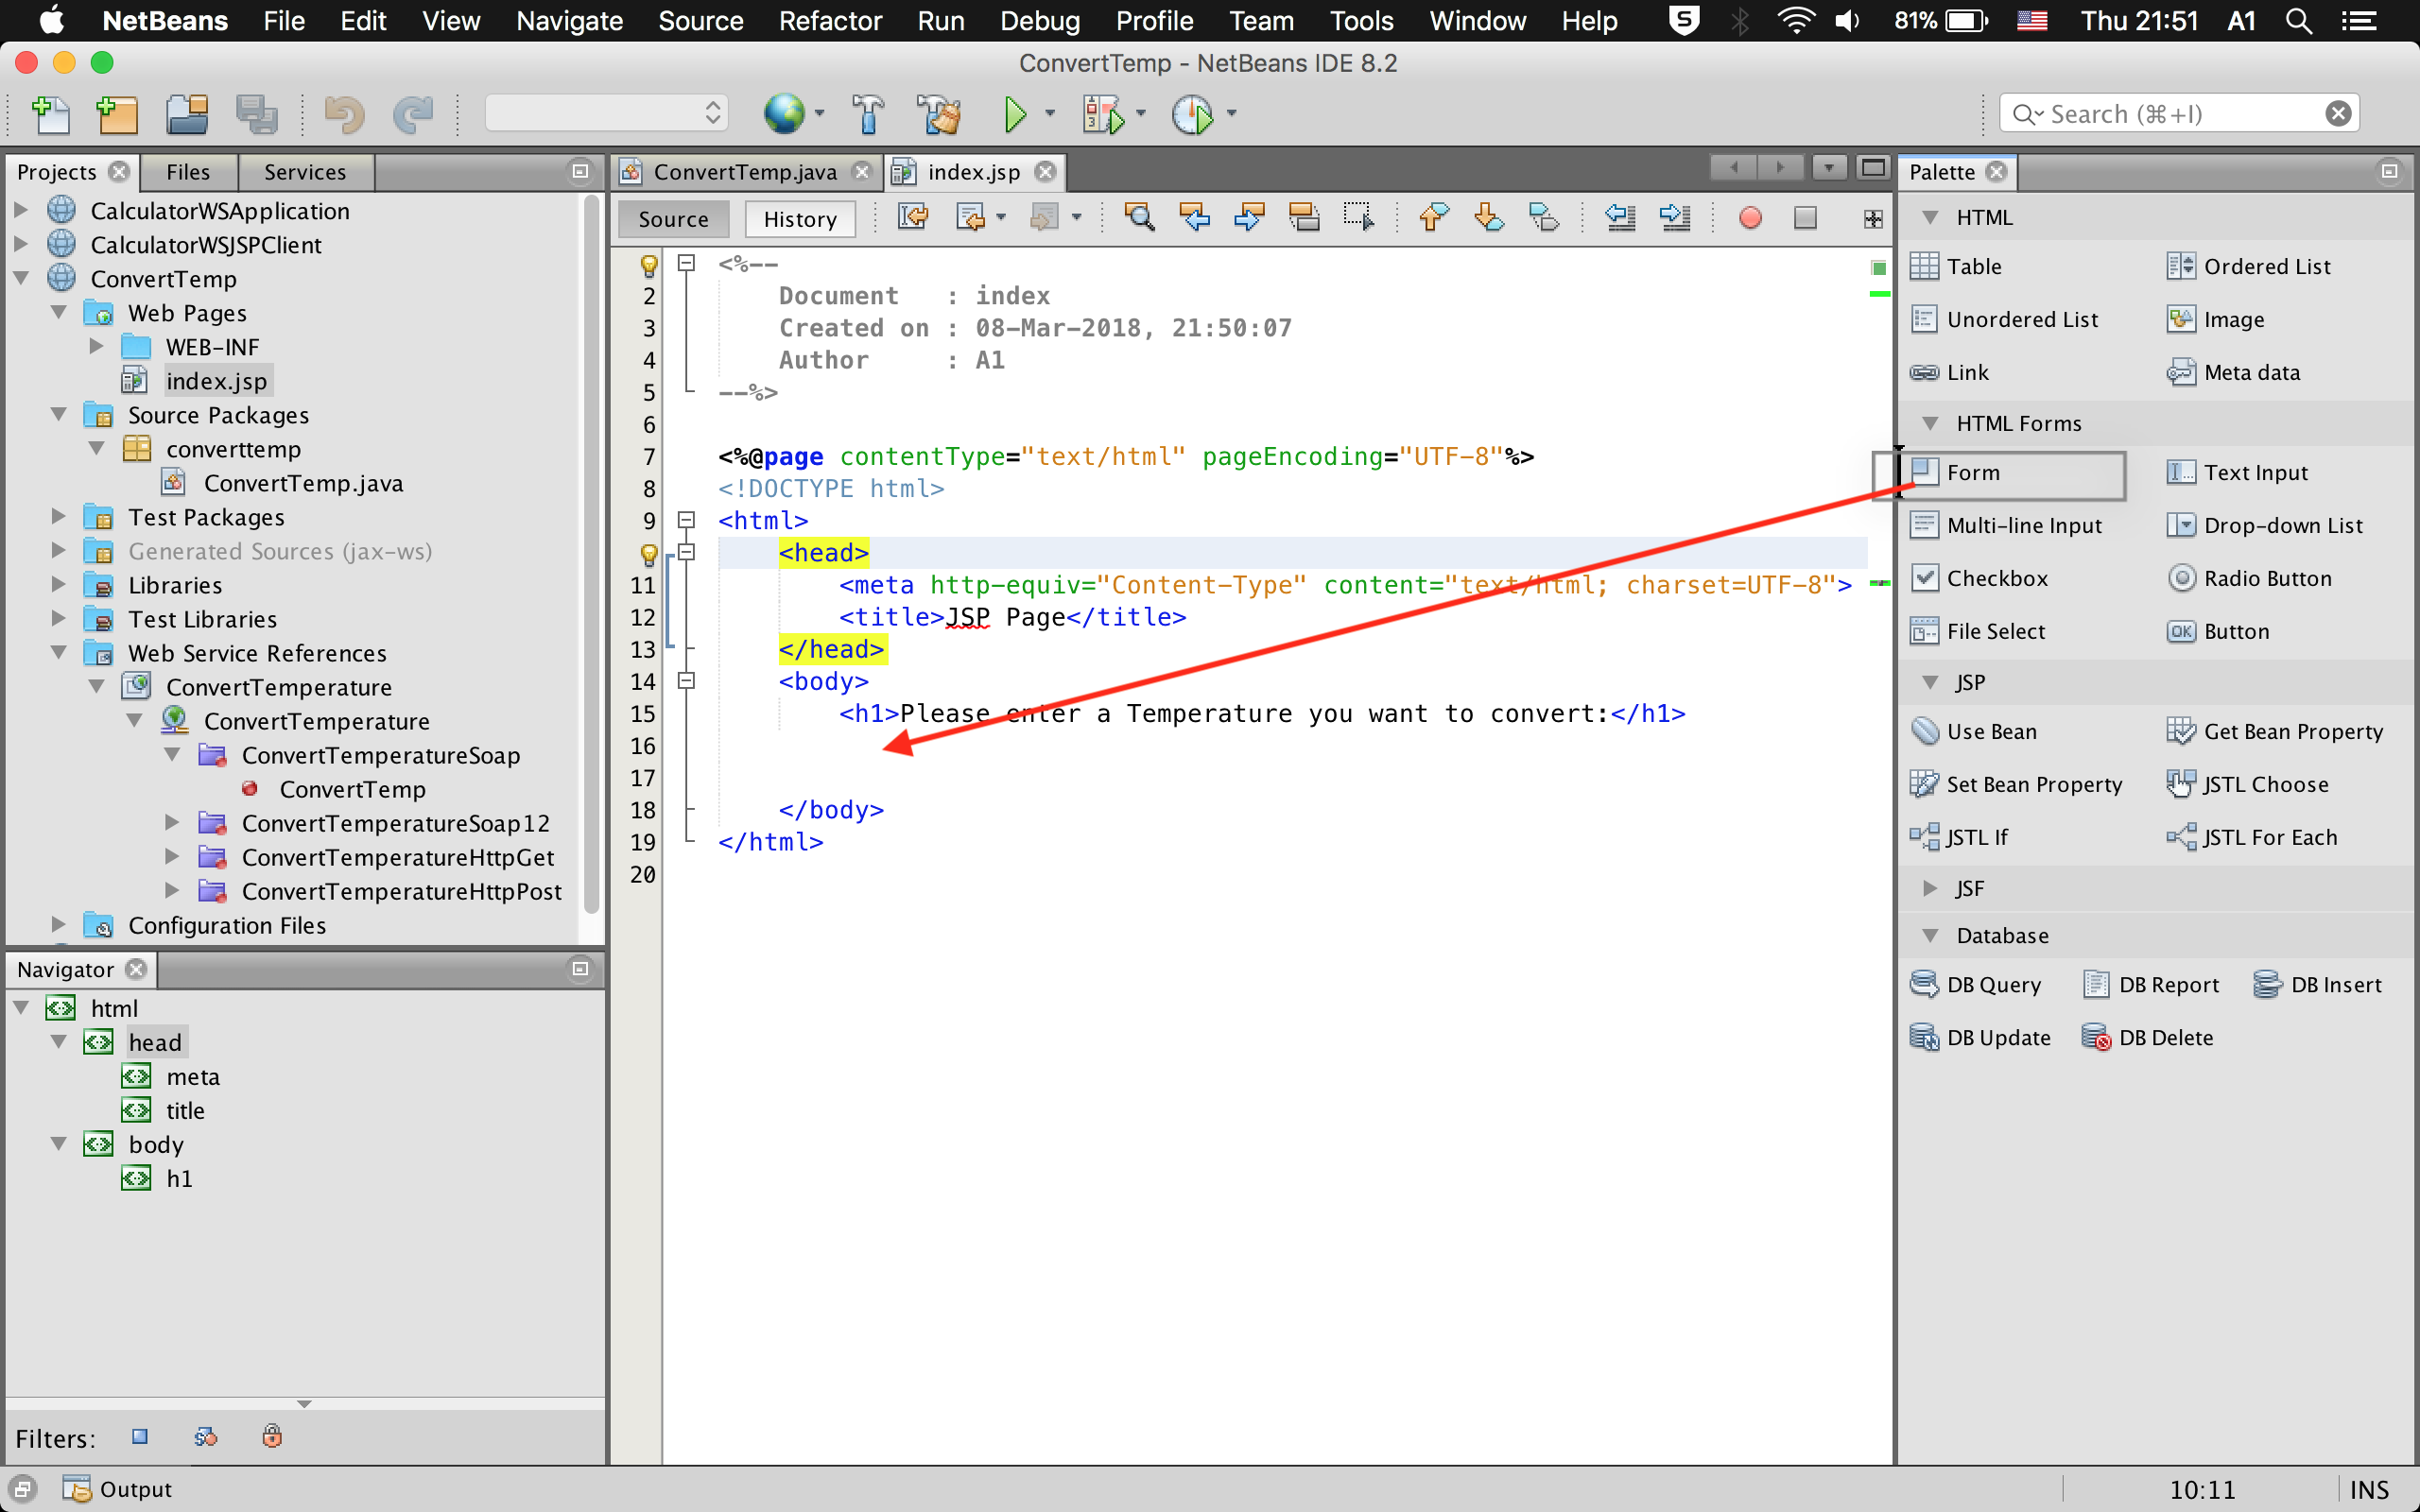 NetBeans File Edit View Navigate Source Refactor Run Debug Profile Team Tools Window Help S 81% Thu 21:51 A1
ConvertTemp - NetBeans IDE 8.2
Search (⌘+I)
Projects Files Services
CalculatorWSApplication
CalculatorWSJSPClient
ConvertTemp
Web Pages
WEB-INF
index.jsp
Source Packages
converttemp
ConvertTemp.java
Test Packages
Generated Sources (jax-ws)
Libraries
Test Libraries
Web Service References
ConvertTemperature
ConvertTemperature
ConvertTemperatureSoap
ConvertTemp
ConvertTemperatureSoap12
ConvertTemperatureHttpGet
ConvertTemperatureHttpPost
Configuration Files
Navigator
html
head
meta
title
body
h1
Filters:
ConvertTemp.java index.jsp
Source History
<%--
2 Document : index
3 Created on : 08-Mar-2018, 21:50:07
4 Author : A1
5 --%>
6
7 <%@page contentType="text/html" pageEncoding="UTF-8"%>
8 <!DOCTYPE html>
9 <html>
<head>
11 <meta http-equiv="Content-Type" content="text/html; charset=UTF-8">
12 <title>JSP Page</title>
13 </head>
14 <body>
15 <h1>Please enter a Temperature you want to convert:</h1>
16
17
18 </body>
19 </html>
20
Palette
HTML
Table Ordered List
Unordered List Image
Link Meta data
HTML Forms
Form Text Input
Multi-line Input Drop-down List
Checkbox Radio Button
File Select OK Button
JSP
Use Bean Get Bean Property
Set Bean Property JSTL Choose
JSTL If JSTL For Each
JSF
Database
DB Query DB Report DB Insert
DB Update DB Delete
Output 10:11 INS